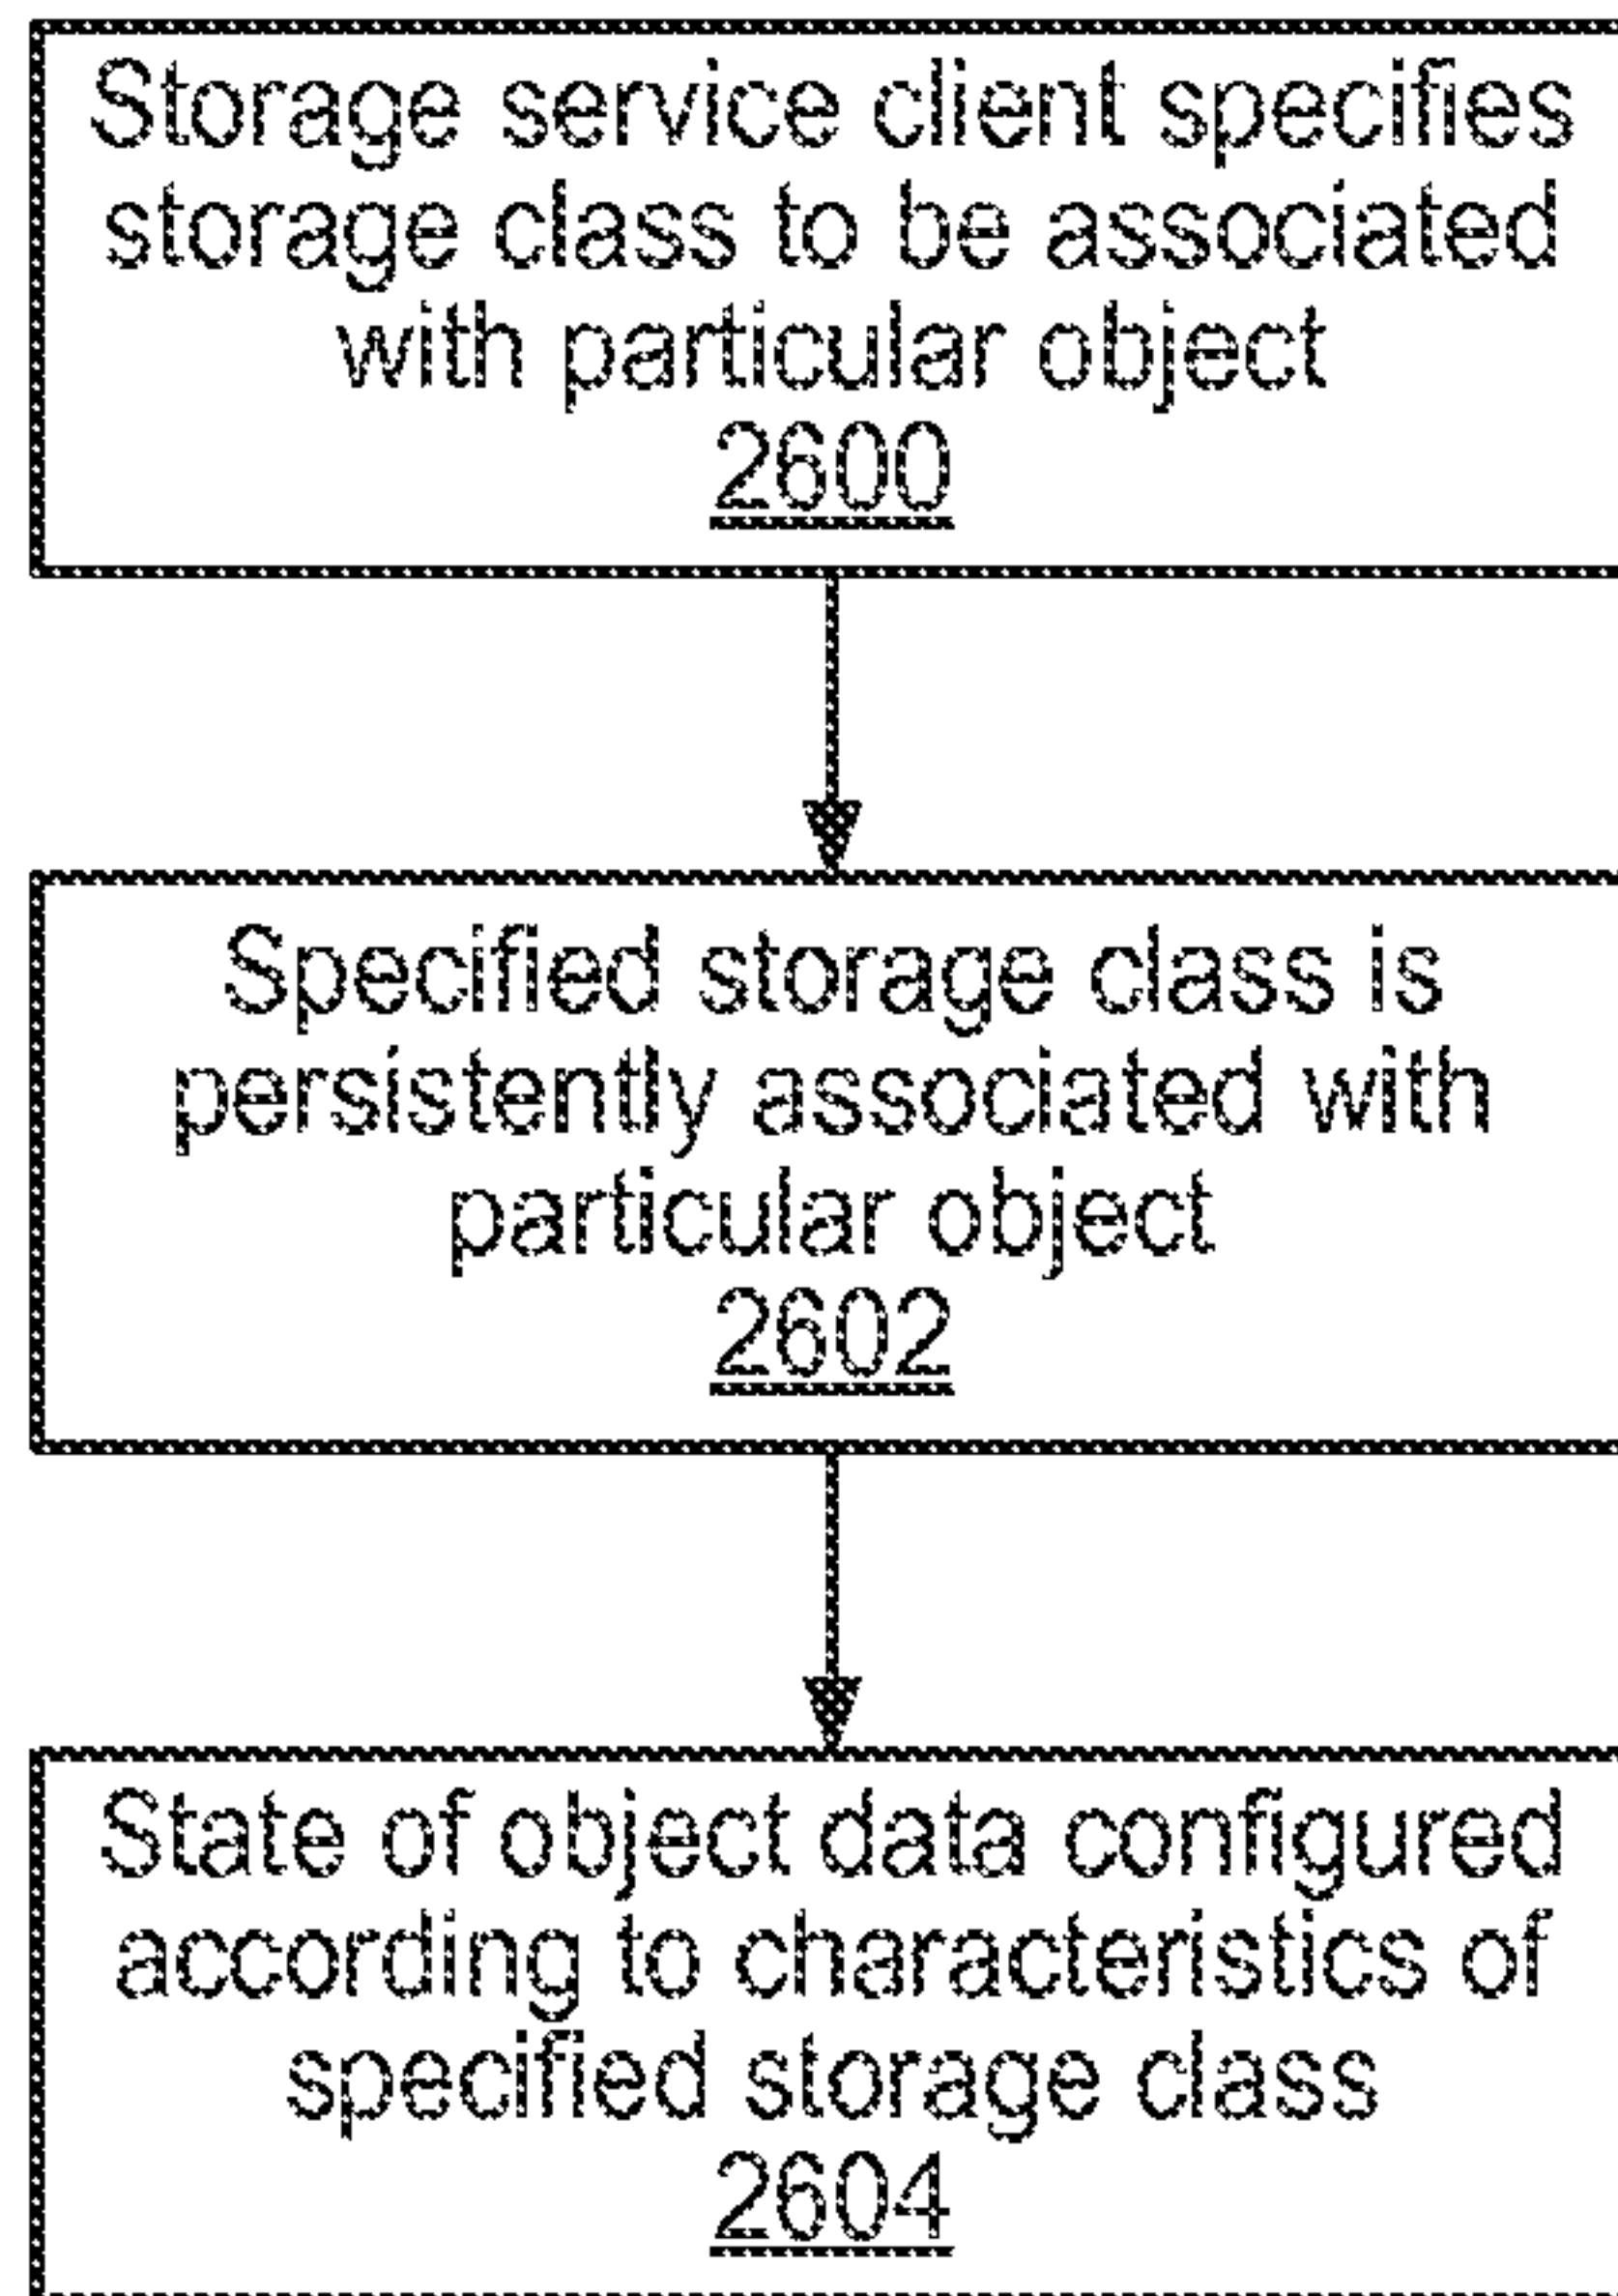 Storage service client specifies
storage class to be associated
with particular object
2600
Specified storage class is
persistently associated with
particular object
2602
State of object data configured
according to characteristics of
specified storage class
2604